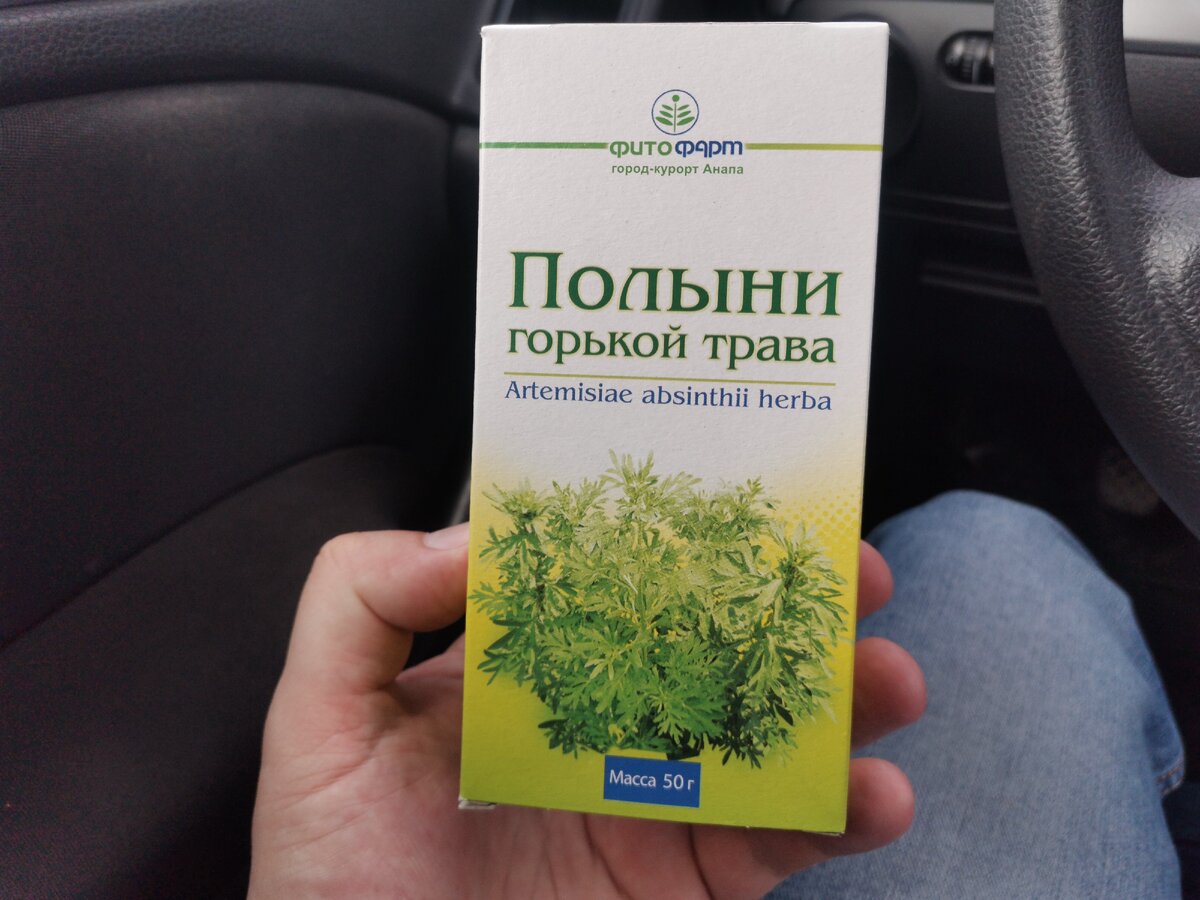 фитофарм
город-курорт Анапа
Полыни
горькой трава
Artemisiae absinthii herba
Масса 50 г